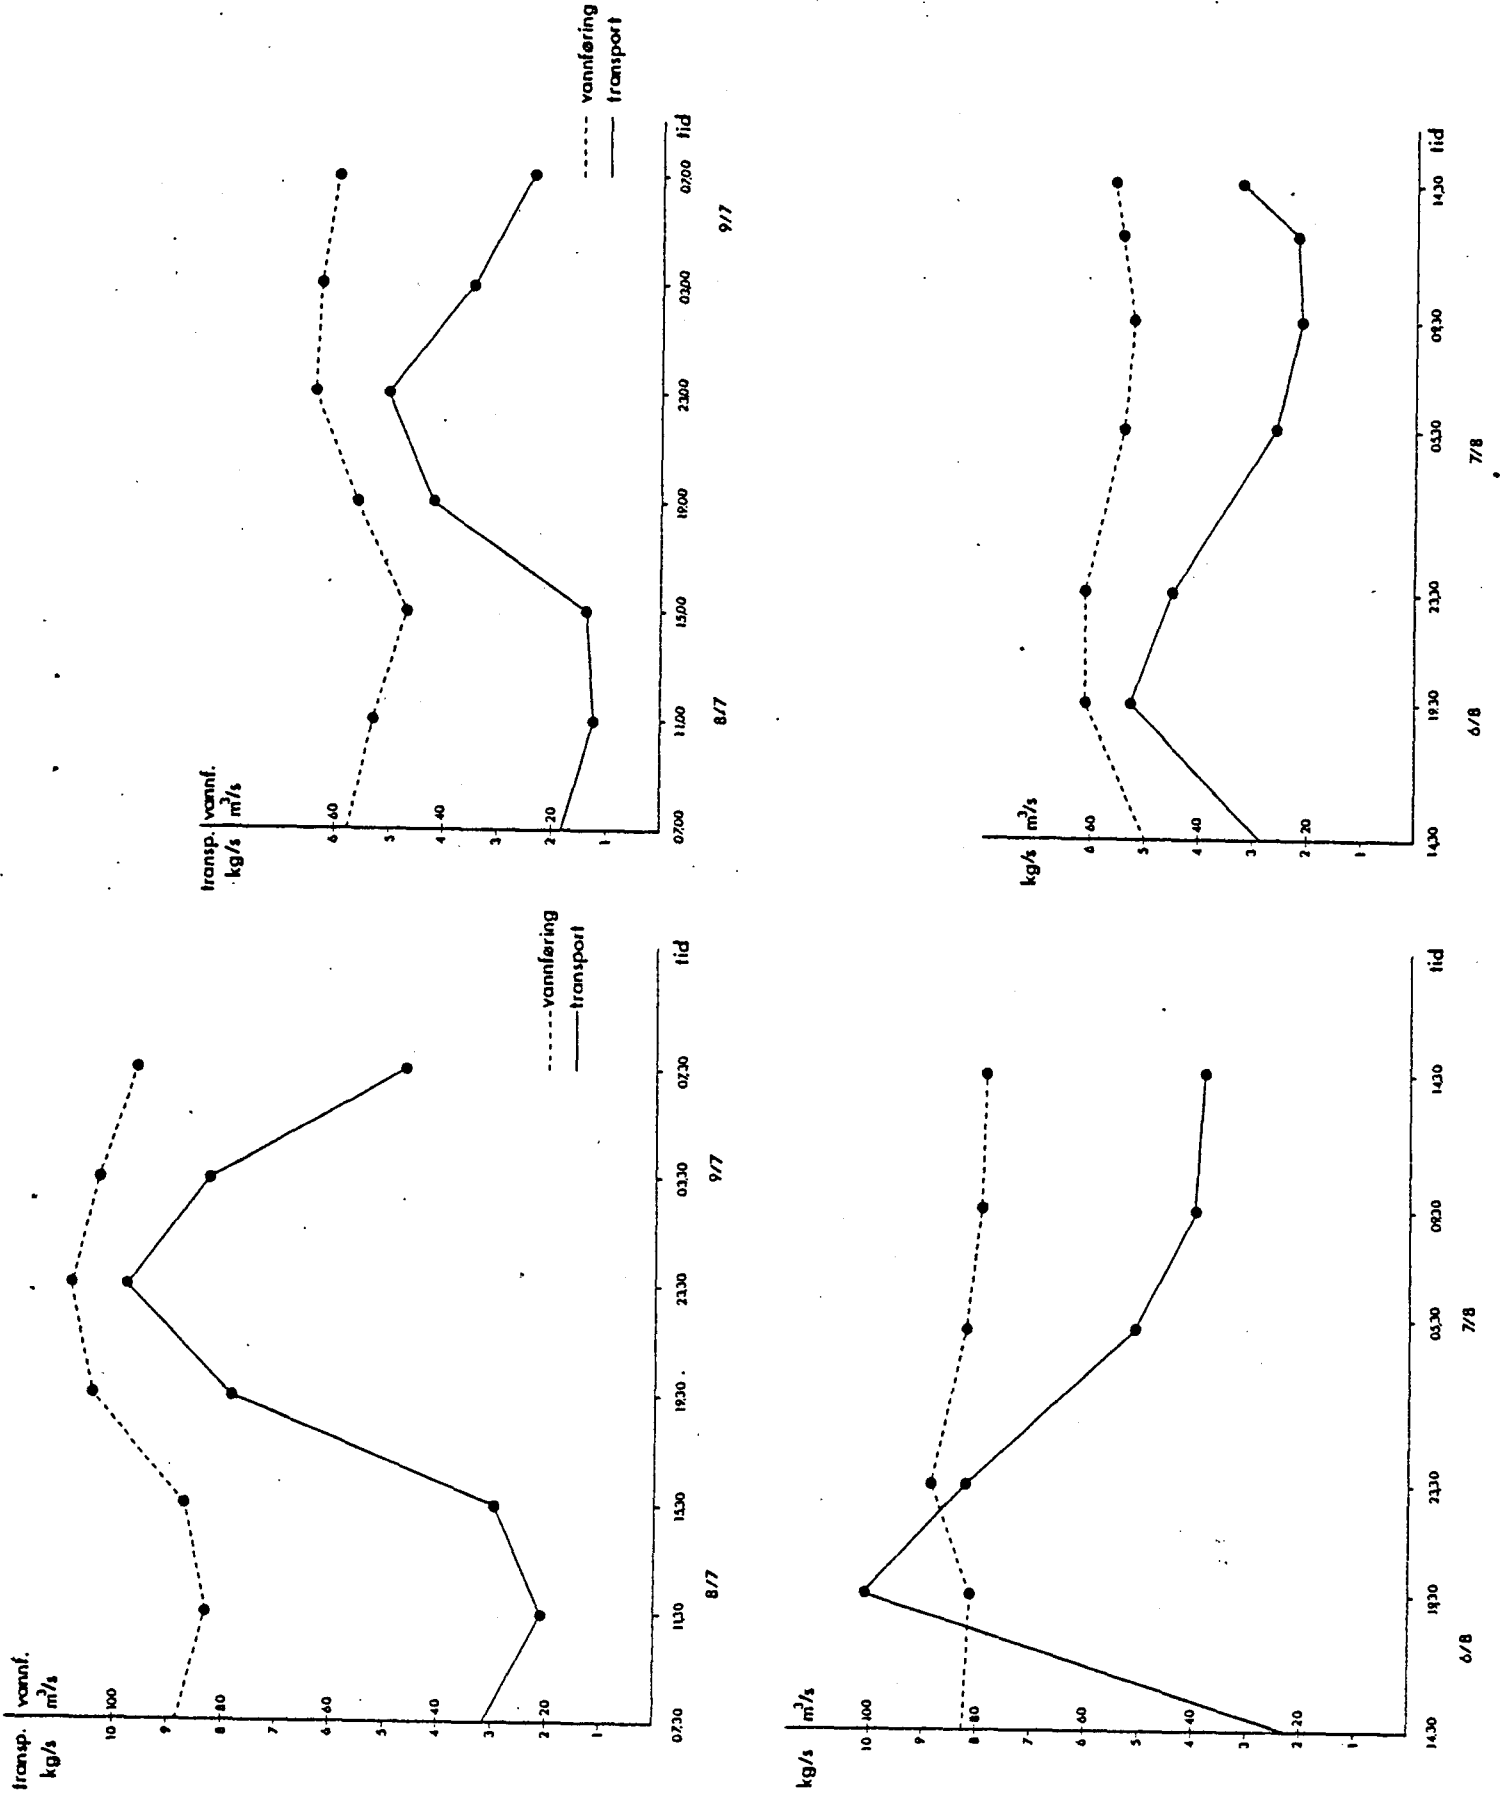 transp. vannf.
kg/s m³/s
10 100
9
8 80
7
6 60
5
4 40
3
2 20
1
07.30 11.30 15.30 19.30 23.30 03.30 07.30 tid
8/7 9/7
vannføring
transport
transp. vannf.
kg/s m³/s
6 60
5
4 40
3
2 20
1
07.00 11.00 15.00 19.00 23.00 03.00 07.00 tid
8/7 9/7
vannføring
transport
kg/s m³/s
10 100
9
8 80
7
6 60
5
4 40
3
2 20
1
14.30 19.30 23.30 05.30 09.30 14.30 tid
6/8 7/8
kg/s m³/s
6 60
5
4 40
3
2 20
1
14.30 19.30 23.30 05.30 09.30 14.30 tid
6/8 7/8